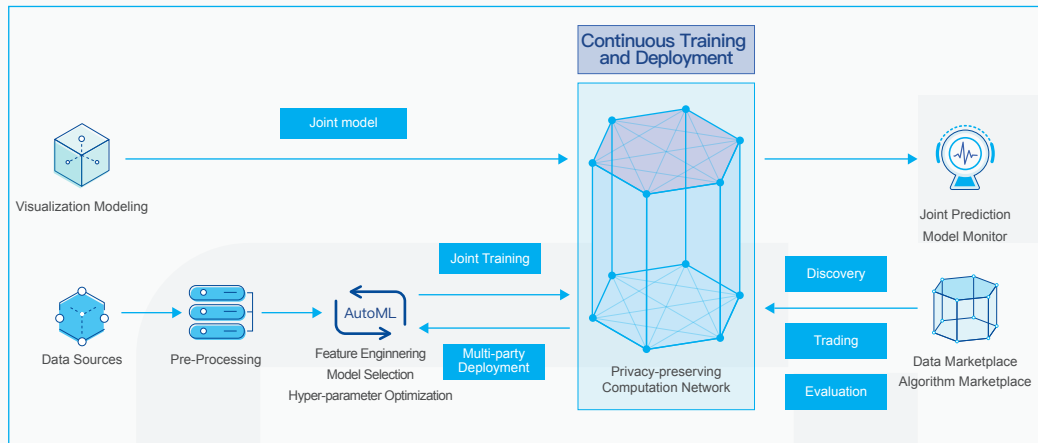 Continuous Training
and Deployment
Joint model
Visualization Modeling
Joint Prediction
Model Monitor
Joint Training
Discovery
AutoML
Data Sources
Pre-Processing
Feature Enginnering
Model Selection
Hyper-parameter Optimization
Multi-party
Deployment
Privacy-preserving
Computation Network
Trading
Evaluation
Data Marketplace
Algorithm Marketplace